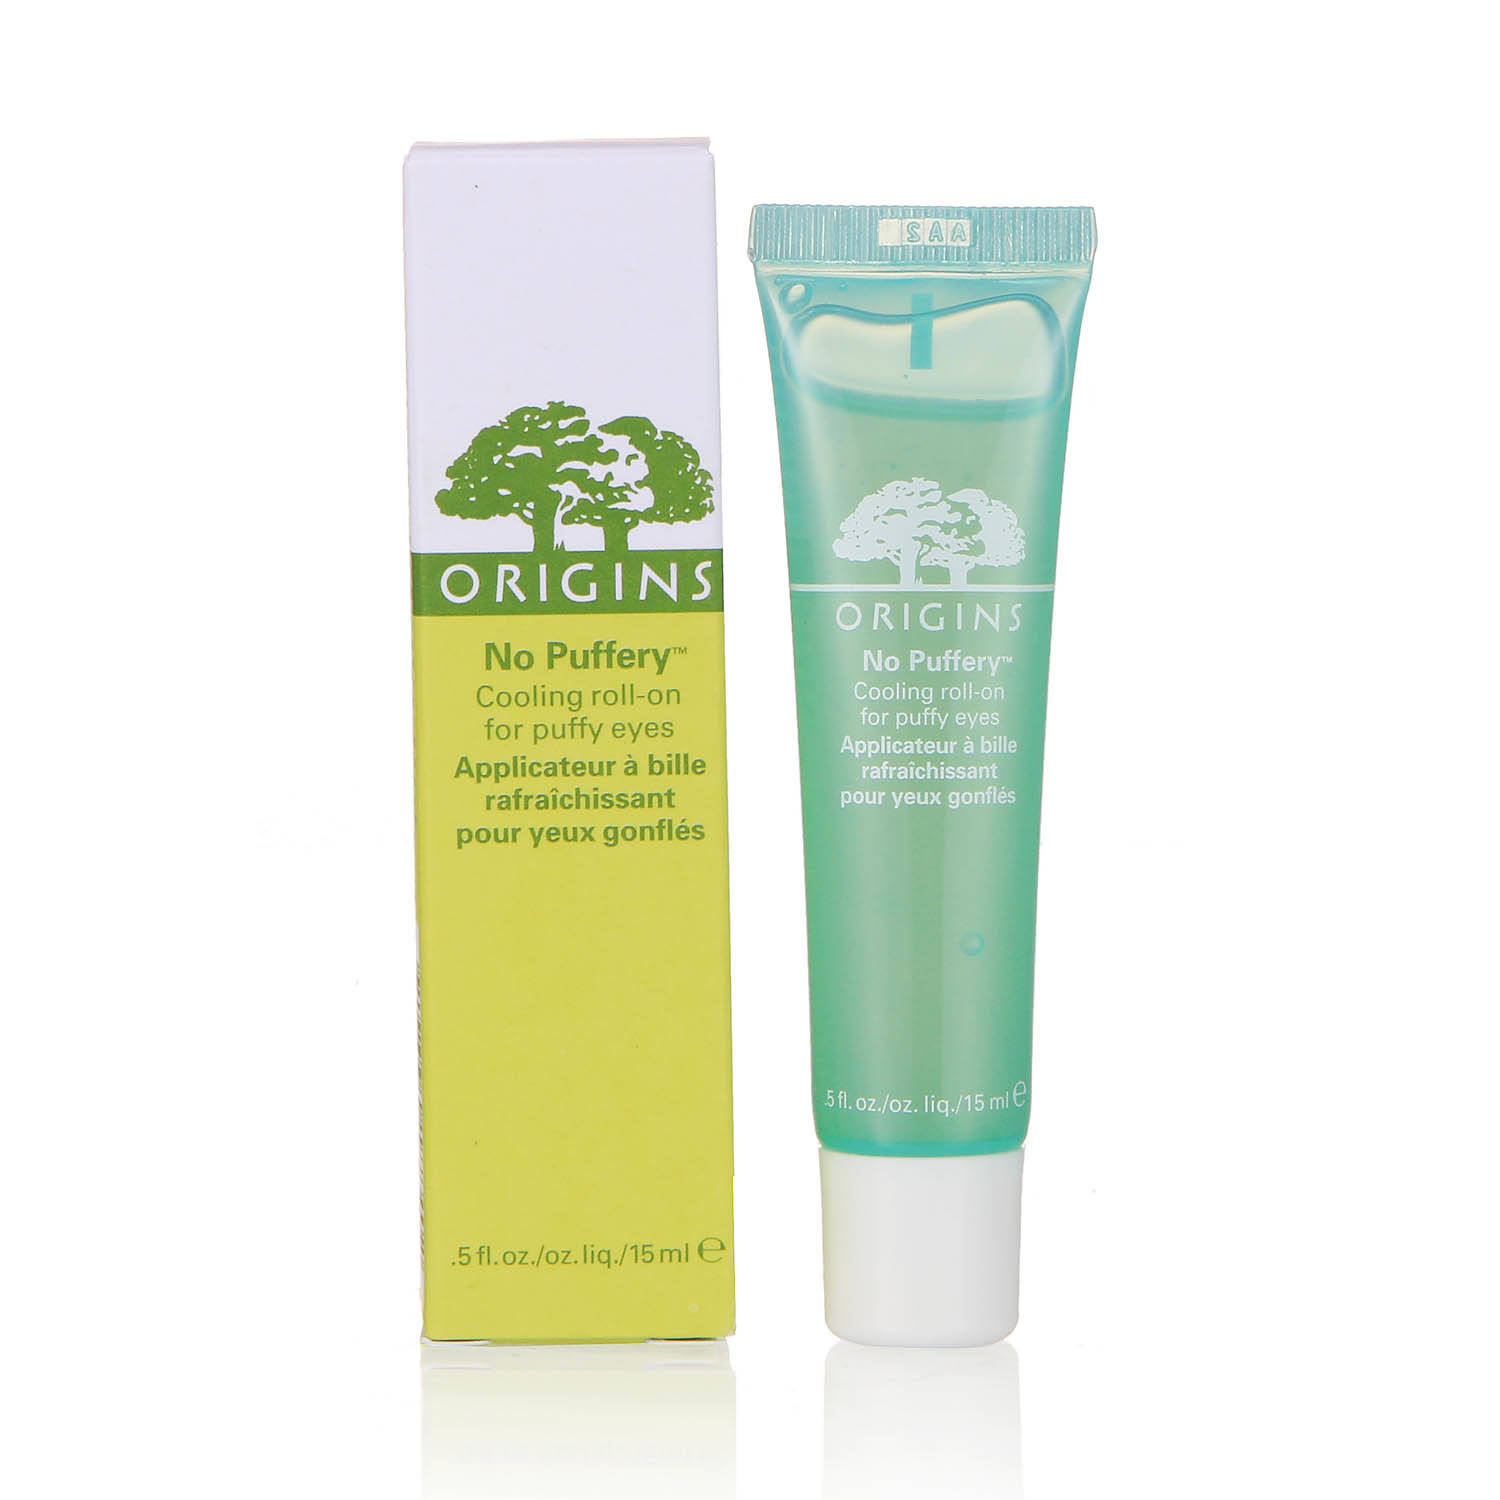 ORIGINS
No Puffery™
Cooling roll-on
for puffy eyes
Applicateur à bille
rafraîchissant
pour yeux gonflés
.5 fl. oz./oz. liq./15 ml ℮
AA2
ORIGINS
No Puffery™
Cooling roll-on
for puffy eyes
Applicateur à bille
rafraîchissant
pour yeux gonflés
.5 fl. oz./oz. liq./15 ml ℮